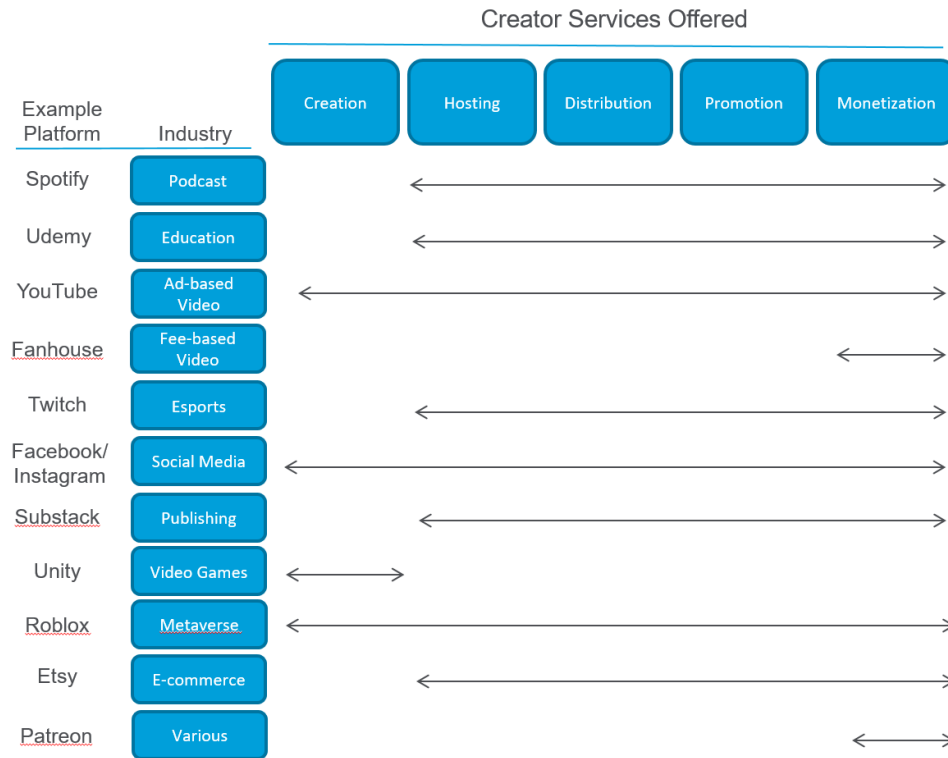 Creator Services Offered
Creation
Hosting
Distribution
Promotion
Monetization
Example
Platform
Industry
Spotify
Podcast
Udemy
Education
YouTube
Ad-based
Video
Fanhouse
Fee-based
Video
Twitch
Esports
Facebook/
Instagram
Social Media
Substack
Publishing
Unity
Video Games
Roblox
Metaverse
Etsy
E-commerce
Patreon
Various